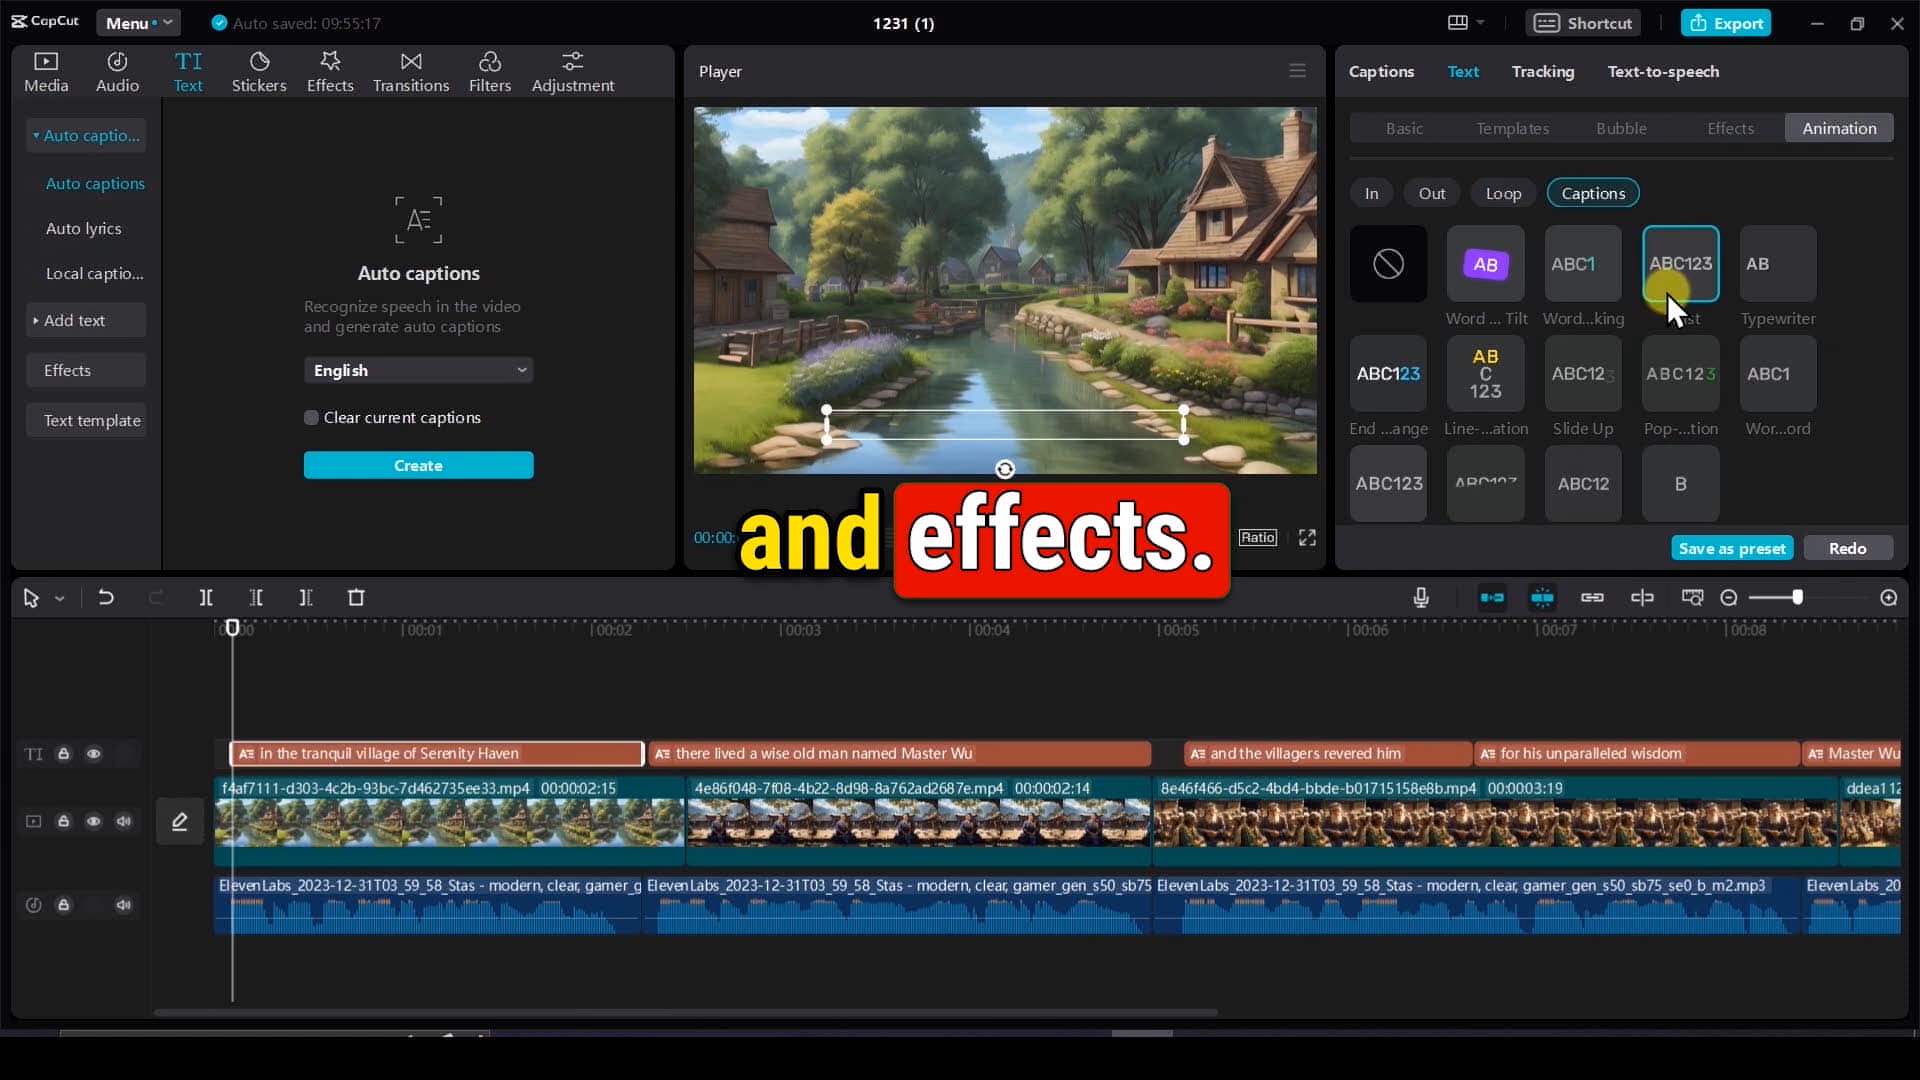 CapCut
Menu
Auto saved: 09:55:17
1231 (1)
Shortcut
Export
Media
Audio
TI
Text
Stickers
Effects
Transitions
Filters
Adjustment
Auto captio...
Auto captions
Auto lyrics
Local captio...
Add text
Effects
Text template
Auto captions
Recognize speech in the video
and generate auto captions
English
Clear current captions
Create
Player
00:00:
Ratio
and effects.
Captions
Text
Tracking
Text-to-speech
Basic
Templates
Bubble
Effects
Animation
In
Out
Loop
Captions
AB
ABC1
ABC123
AB
Word ... Tilt
Word...king
Typewriter
ABC123
AB
C
123
ABC123
ABC123
ABC1
End ...ange
Line-...ation
Slide Up
Pop-...tion
Wor...ord
ABC123
ABC12
B
Save as preset
Redo
00:01
00:02
00:03
00:04
00:05
00:06
00:07
00:08
TI
in the tranquil village of Serenity Haven
there lived a wise old man named Master Wu
and the villagers revered him
for his unparalleled wisdom
Master Wu
f4af7111-d303-4c2b-93bc-7d462735ee33.mp4 00:00:02:15
4e86f048-7f08-4b22-8d98-8a762ad2687e.mp4 00:00:02:14
8e46f466-d5c2-4bd4-bbde-b01715158e8b.mp4 00:00:03:19
ddea112
ElevenLabs_2023-12-31T03_59_58_Stas - modern, clear, gamer_g
ElevenLabs_2023-12-31T03_59_58_Stas - modern, clear, gamer_gen_s50_sb75
ElevenLabs_2023-12-31T03_59_58_Stas - modern, clear, gamer_gen_s50_sb75_se0_b_m2.mp3
ElevenLabs_20